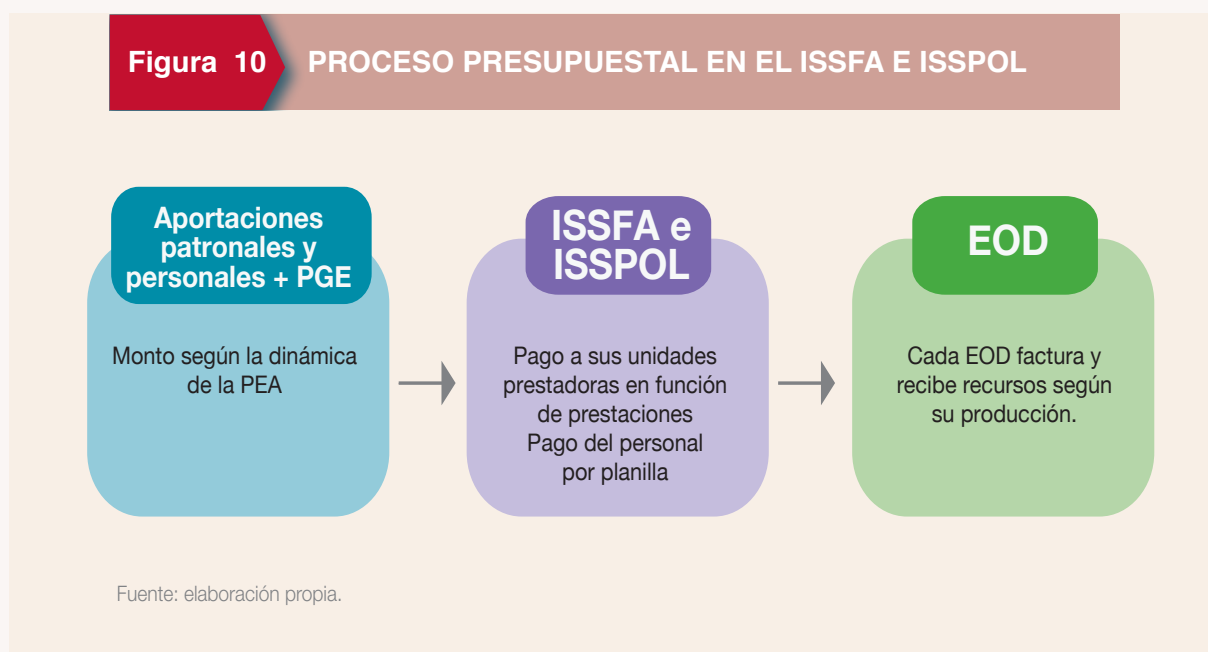 Figura 10
PROCESO PRESUPUESTAL EN EL ISSFA E ISSPOL
Aportaciones
patronales y
personales + PGE
Monto según la dinámica
de la PEA
ISSFA e
ISSPOL
Pago a sus unidades
prestadoras en función
de prestaciones
Pago del personal
por planilla
EOD
Cada EOD factura y
recibe recursos según
su producción.
Fuente: elaboración propia.